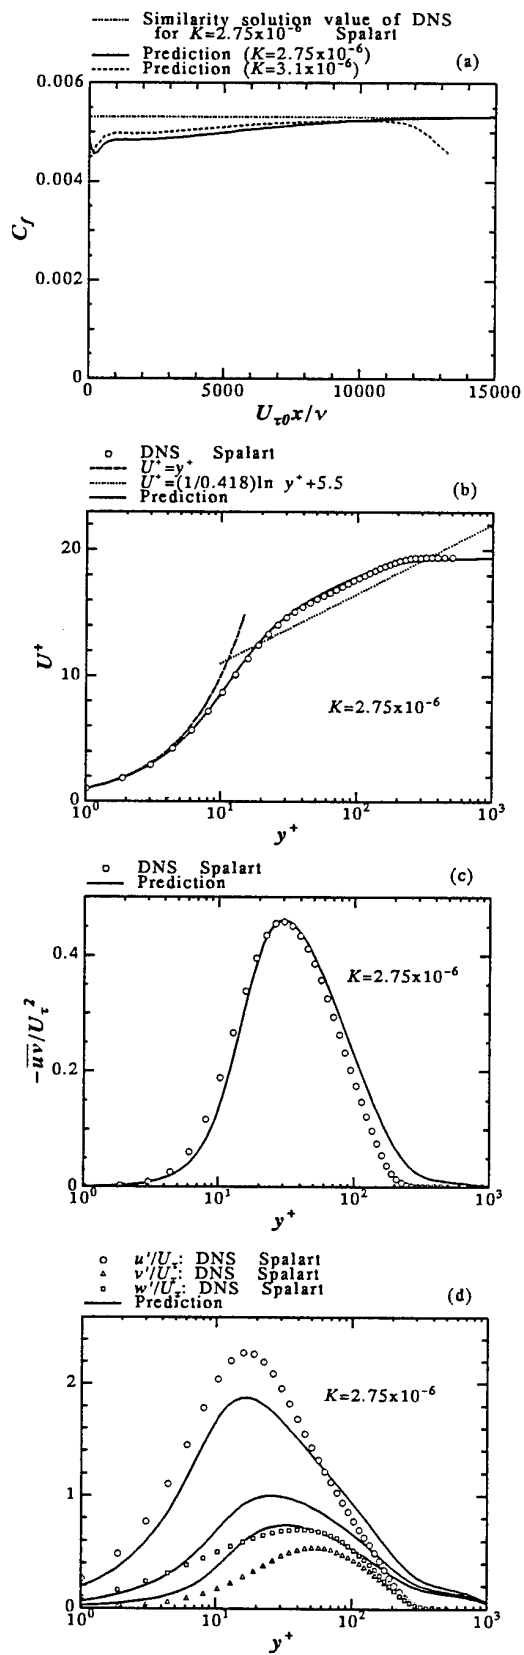 Similarity solution value of DNS
for K=2.75x10⁻⁶ Spalart
Prediction (K=2.75x10⁻⁶)
Prediction (K=3.1x10⁻⁶)
(a)
0.006
0.004
0.002
0
C_f
0 5000 10000 15000
U_τ0 x/ν
DNS Spalart
U⁺=y⁺
U⁺=(1/0.418)ln y⁺+5.5
Prediction
(b)
20
10
0
U⁺
K=2.75x10⁻⁶
10⁰ 10¹ 10² 10³
y⁺
DNS Spalart
Prediction
(c)
0.4
0.2
0
-u̅v̅/U_τ²
K=2.75x10⁻⁶
10⁰ 10¹ 10² 10³
y⁺
u'/U_τ: DNS Spalart
v'/U_τ: DNS Spalart
w'/U_τ: DNS Spalart
Prediction
(d)
2
1
0
K=2.75x10⁻⁶
10⁰ 10¹ 10² 10³
y⁺